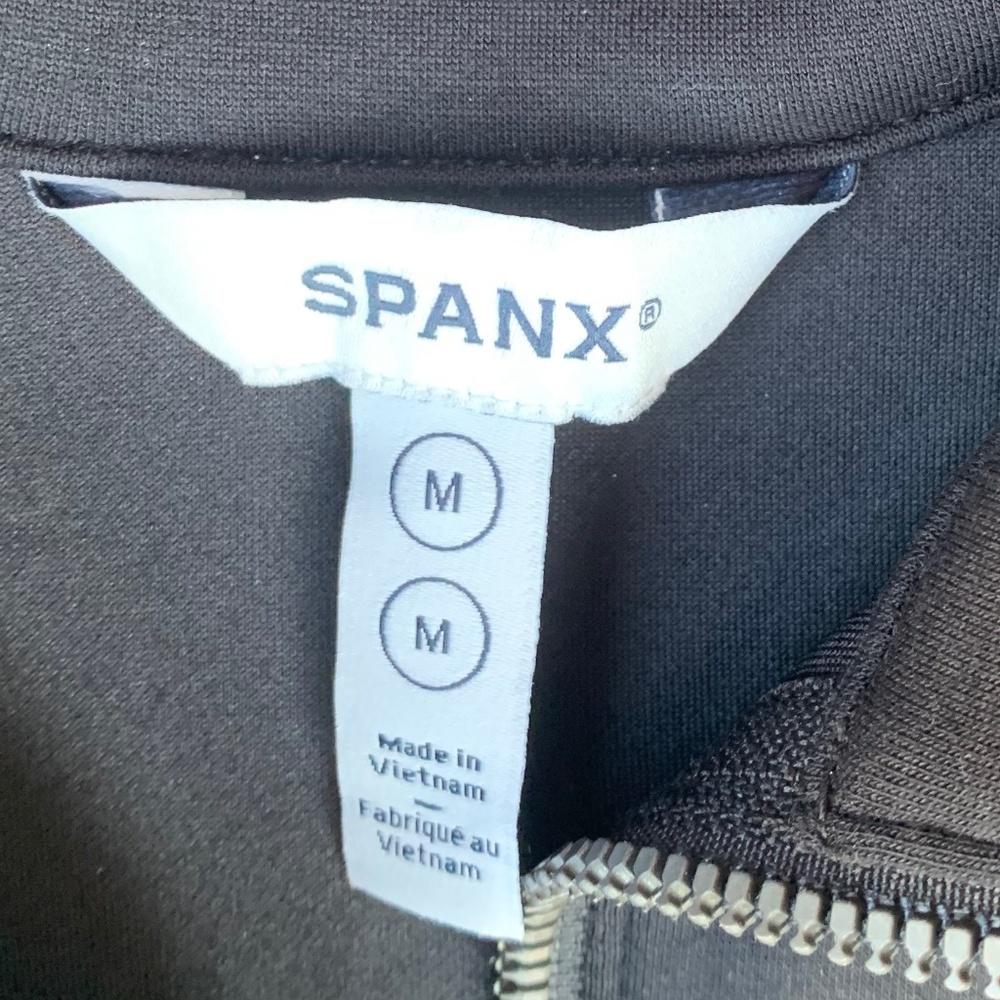 SPANX®
M
M
Made in
Vietnam
—
Fabriqué au
Vietnam